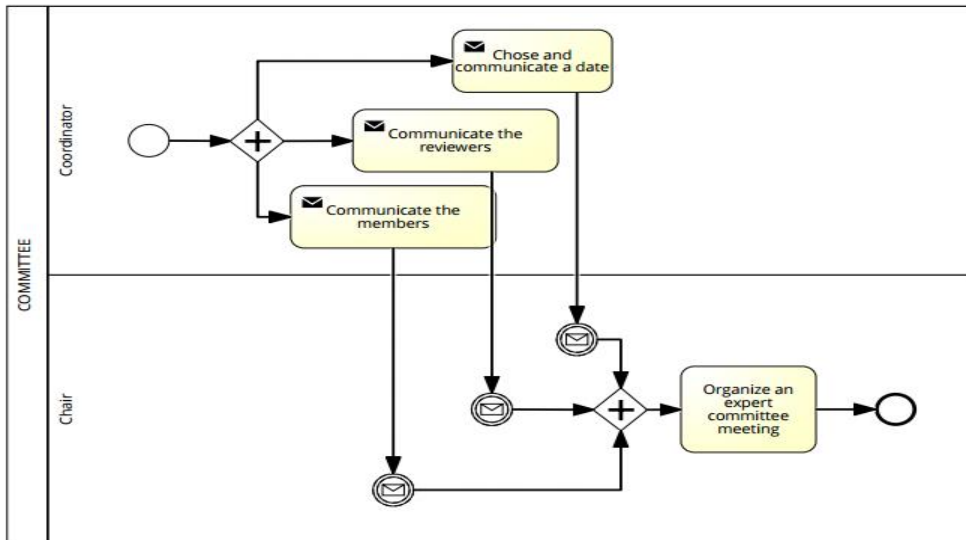 COMMITTEE
Coordinator
Chose and
communicate a date
Communicate the
reviewers
Communicate the
members
Chair
Organize an
expert
committee
meeting